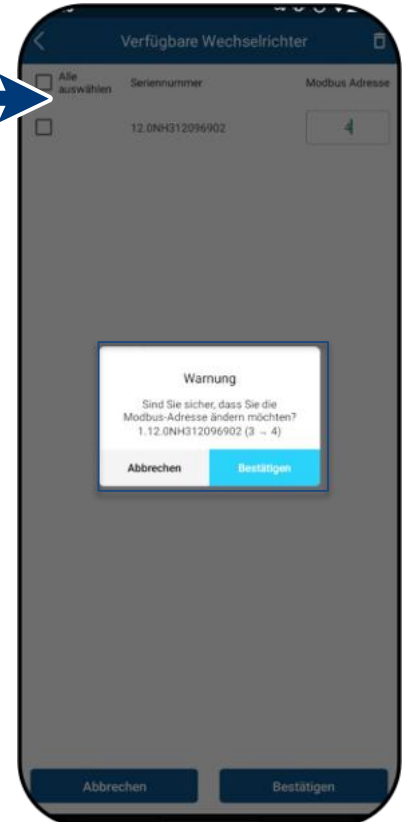 Verfügbare Wechselrichter
Alle
auswählen
Seriennummer
Modbus Adresse
12.0NH312096902
4
Warnung
Sind Sie sicher, dass Sie die
Modbus-Adresse ändern möchten?
1.12.0NH312096902 (3 → 4)
Abbrechen
Bestätigen
Abbrechen
Bestätigen